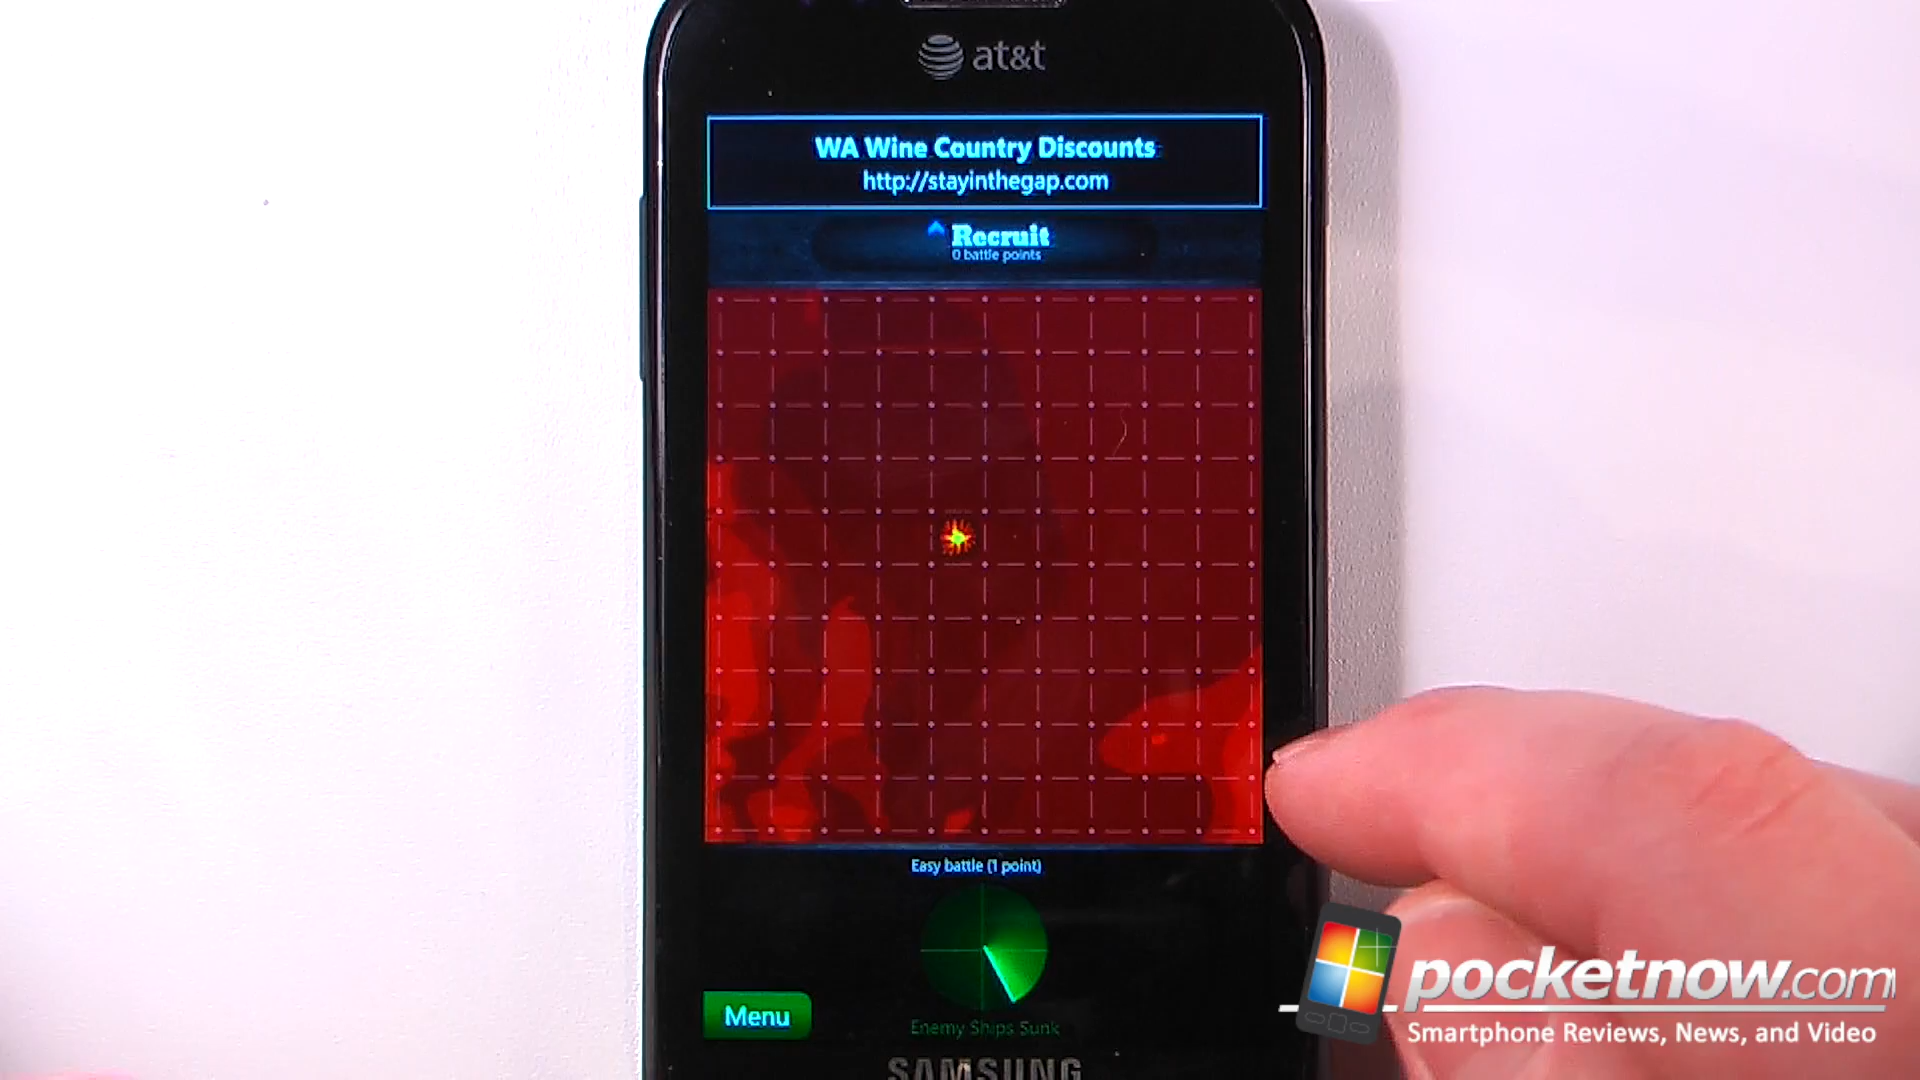 at&t
WA Wine Country Discounts
http://stayinthegap.com
Recruit
0 battle points
Easy battle (1 point)
Menu
Enemy Ships Sunk
SAMSUNG
pocketnow.com
Smartphone Reviews, News, and Video